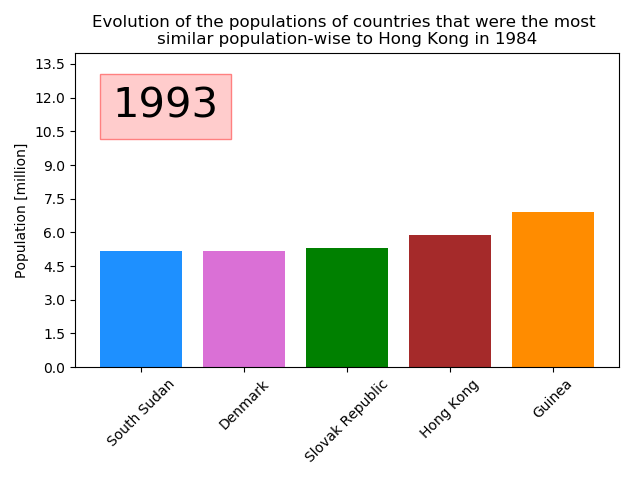 Evolution of the populations of countries that were the most
similar population-wise to Hong Kong in 1984
1993
Population [million]
13.5
12.0
10.5
9.0
7.5
6.0
4.5
3.0
1.5
0.0
South Sudan
Denmark
Slovak Republic
Hong Kong
Guinea